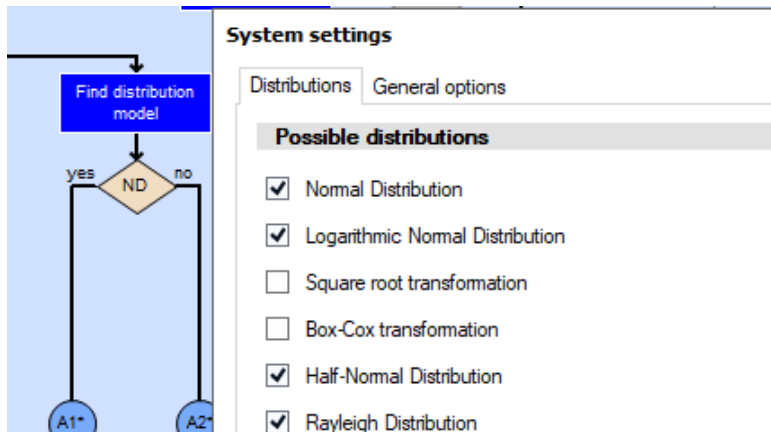 System settings
Distributions
General options
Possible distributions
Normal Distribution
Logarithmic Normal Distribution
Square root transformation
Box-Cox transformation
Half-Normal Distribution
Rayleigh Distribution
Find distribution
model
yes
ND
no
A1*
A2*